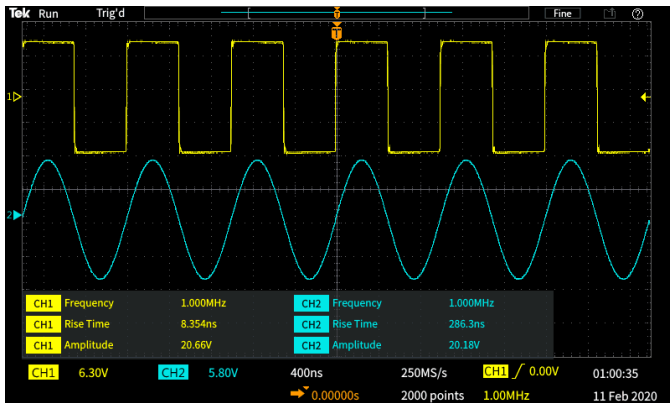 Tek Run Trig'd Fine
T
T
1
2
CH1 Frequency 1.000MHz CH2 Frequency 1.000MHz
CH1 Rise Time 8.354ns CH2 Rise Time 286.3ns
CH1 Amplitude 20.66V CH2 Amplitude 20.18V
CH1 6.30V CH2 5.80V 400ns 250MS/s CH1 0.00V 01:00:35
0.00000s 2000 points 1.00MHz 11 Feb 2020